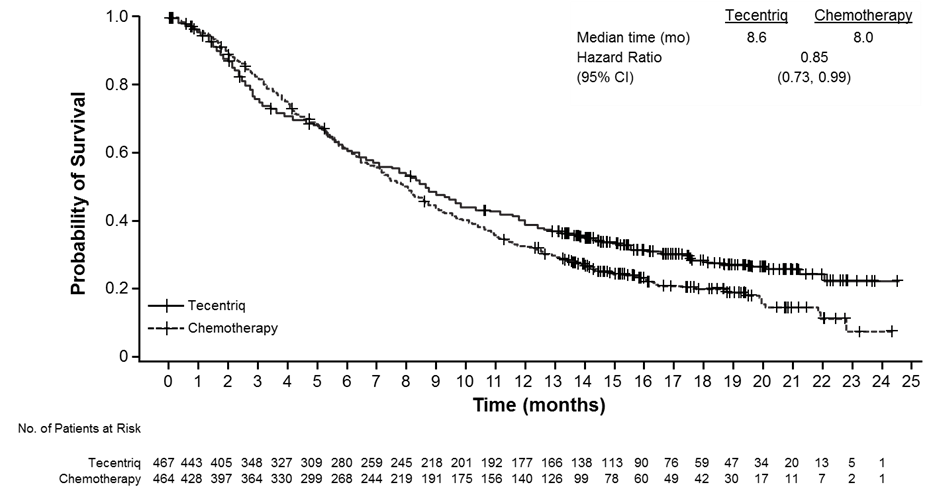 Tecentriq Chemotherapy
Median time (mo) 8.6 8.0
Hazard Ratio 0.85
(95% CI) (0.73, 0.99)
Probability of Survival
1.0
0.8
0.6
0.4
0.2
0
Tecentriq
Chemotherapy
0 1 2 3 4 5 6 7 8 9 10 11 12 13 14 15 16 17 18 19 20 21 22 23 24 25
Time (months)
No. of Patients at Risk
Tecentriq 467 443 405 348 327 309 280 259 245 218 201 192 177 166 138 113 90 76 59 47 34 20 13 5 1
Chemotherapy 464 428 397 364 330 299 268 244 219 191 175 156 140 126 99 78 60 49 42 30 17 11 7 2 1